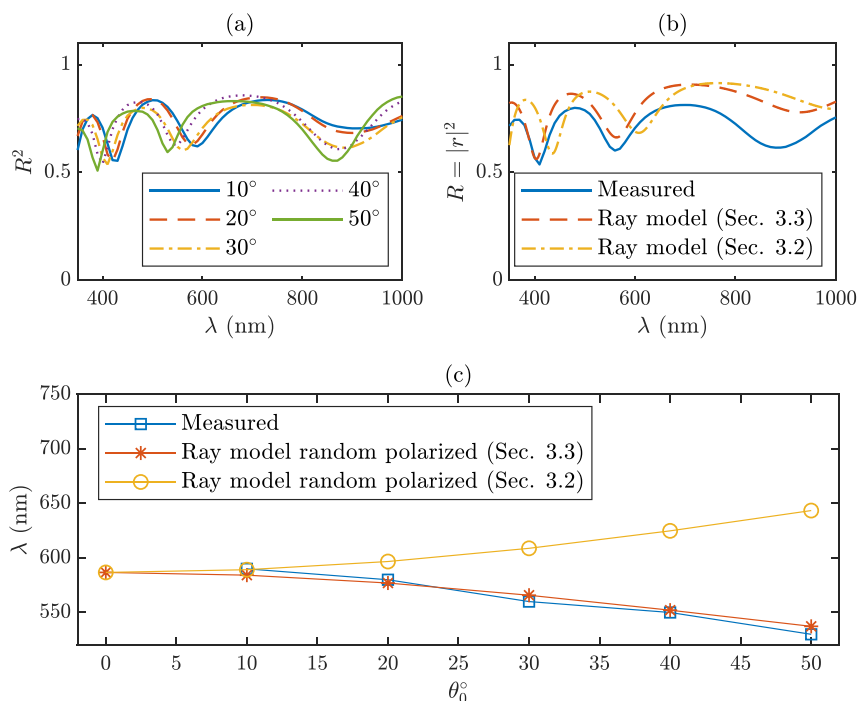 (a)
1
0.5
0
R²
400
600
800
1000
λ (nm)
10°
20°
30°
40°
50°
(b)
1
0.5
0
R = |r|²
400
600
800
1000
λ (nm)
Measured
Ray model (Sec. 3.3)
Ray model (Sec. 3.2)
(c)
750
700
650
600
550
λ (nm)
0
5
10
15
20
25
30
35
40
45
50
θ₀°
Measured
Ray model random polarized (Sec. 3.3)
Ray model random polarized (Sec. 3.2)